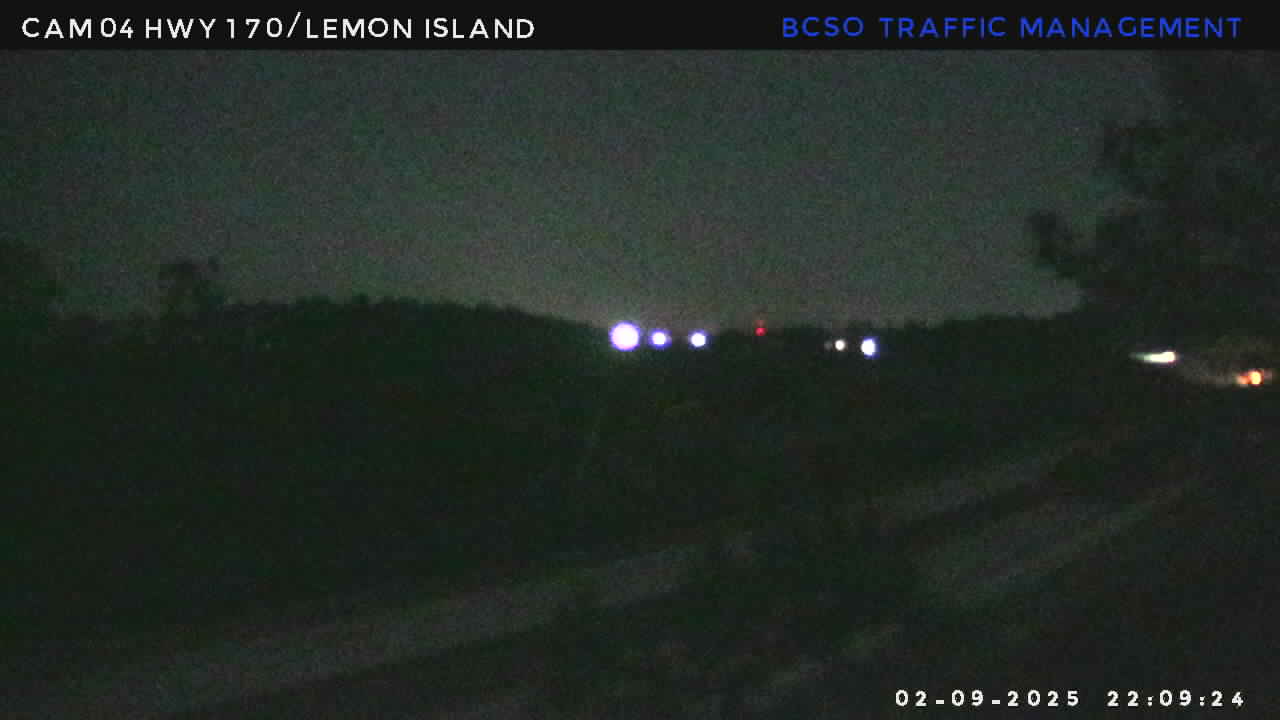 CAM04 HWY 170/LEMON ISLAND
BCSO TRAFFIC MANAGEMENT
02-09-2025 22:09:24